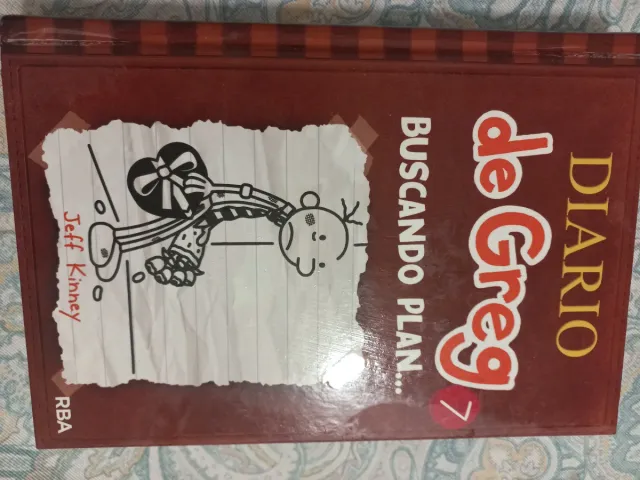 DIARIO
de Greg
7
BUSCANDO PLAN...
Jeff Kinney
RBA